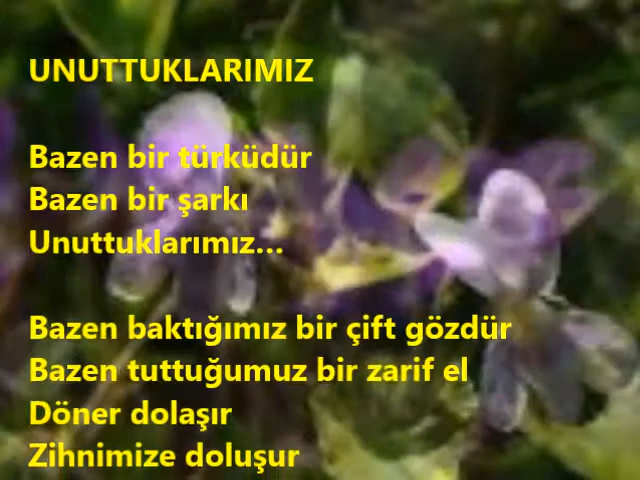 UNUTTUKLARIMIZ
Bazen bir türküdür
Bazen bir şarkı
Unuttuklarımız...
Bazen baktığımız bir çift gözdür
Bazen tuttuğumuz bir zarif el
Döner dolaşır
Zihnimize doluşur